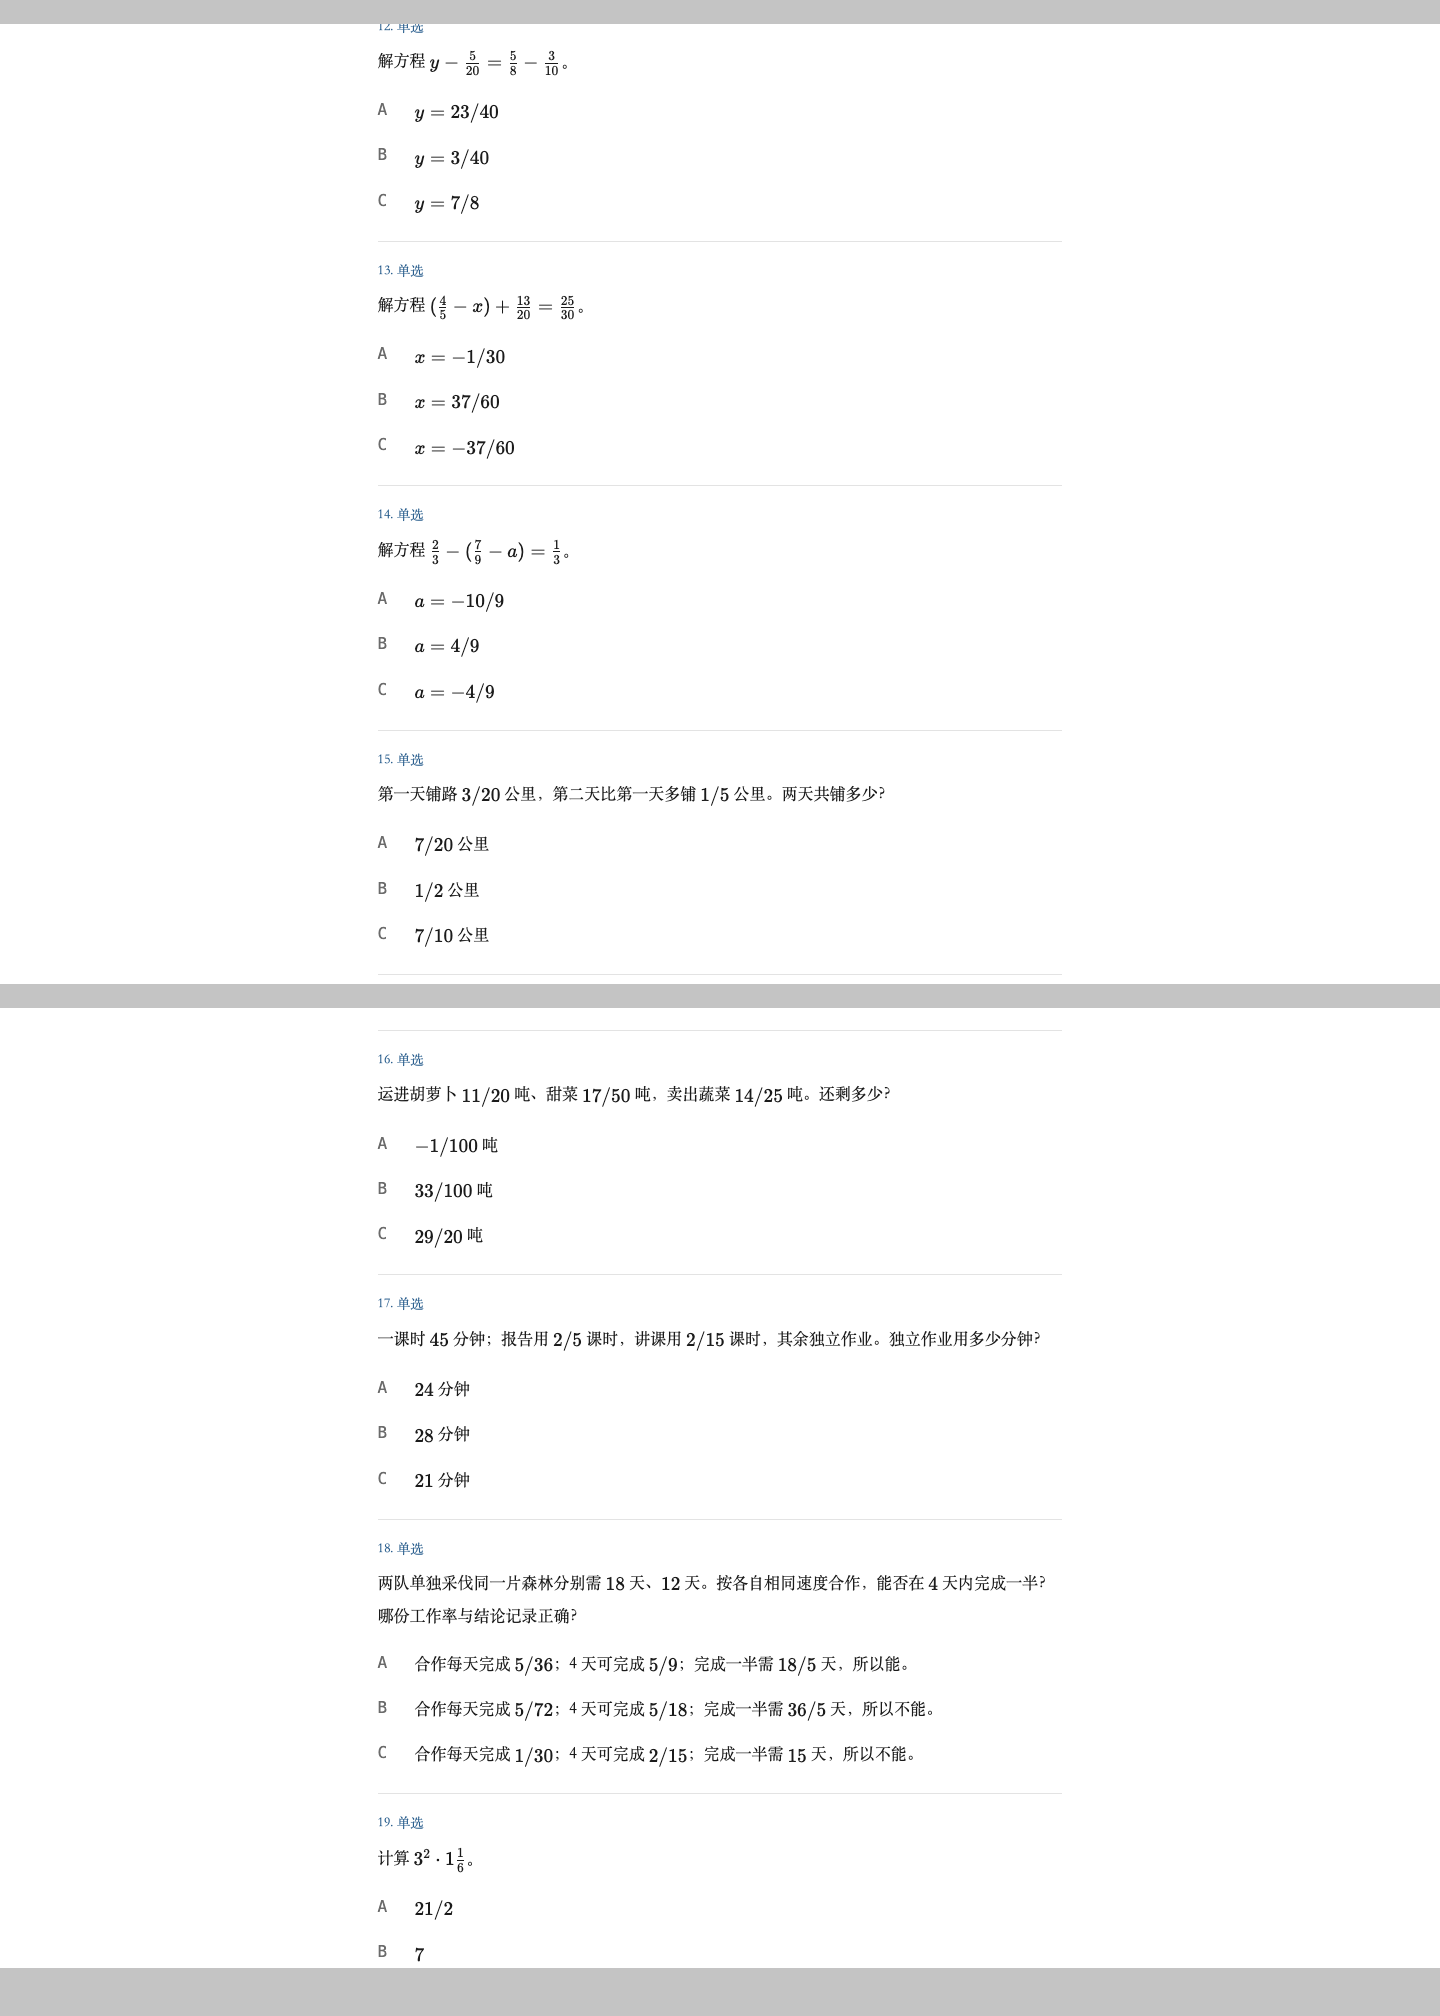 12. 单选
解方程 y − 5/20 = 5/8 − 3/10。
A y = 23/40
B y = 3/40
C y = 7/8
13. 单选
解方程 (4/5 − x) + 13/20 = 25/30。
A x = −1/30
B x = 37/60
C x = −37/60
14. 单选
解方程 2/3 − (7/9 − a) = 1/3。
A a = −10/9
B a = 4/9
C a = −4/9
15. 单选
第一天铺路 3/20 公里，第二天比第一天多铺 1/5 公里。两天共铺多少？
A 7/20 公里
B 1/2 公里
C 7/10 公里
16. 单选
运进胡萝卜 11/20 吨、甜菜 17/50 吨，卖出蔬菜 14/25 吨。还剩多少？
A −1/100 吨
B 33/100 吨
C 29/20 吨
17. 单选
一课时 45 分钟；报告用 2/5 课时，讲课用 2/15 课时，其余独立作业。独立作业用多少分钟？
A 24 分钟
B 28 分钟
C 21 分钟
18. 单选
两队单独采伐同一片森林分别需 18 天、12 天。按各自相同速度合作，能否在 4 天内完成一半？
哪份工作率与结论记录正确？
A 合作每天完成 5/36；4 天可完成 5/9；完成一半需 18/5 天，所以能。
B 合作每天完成 5/72；4 天可完成 5/18；完成一半需 36/5 天，所以不能。
C 合作每天完成 1/30；4 天可完成 2/15；完成一半需 15 天，所以不能。
19. 单选
计算 3² · 1 1/6。
A 21/2
B 7